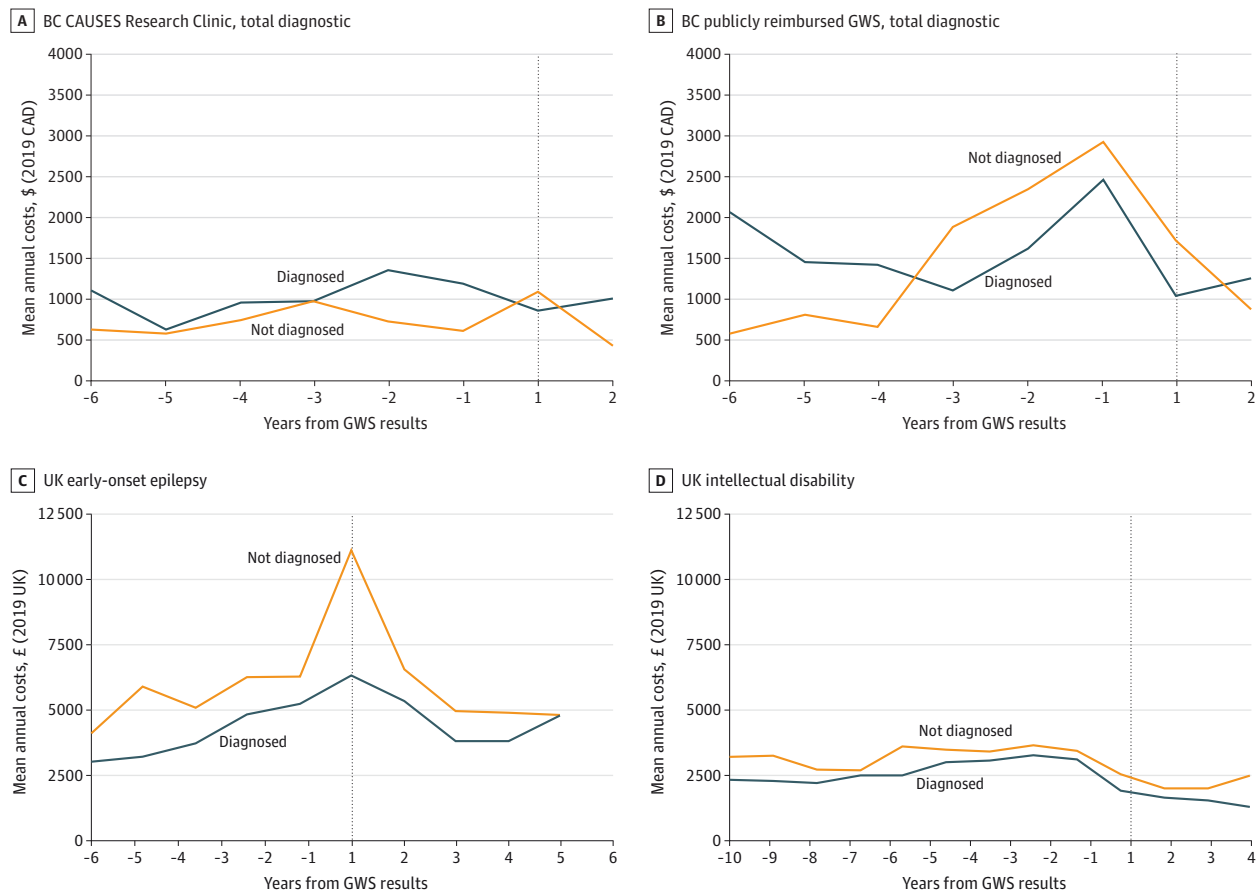 A BC CAUSES Research Clinic, total diagnostic
4000
3500
3000
2500
2000
1500
1000
500
0
Mean annual costs, $ (2019 CAD)
Diagnosed
Not diagnosed
-6 -5 -4 -3 -2 -1 1 2
Years from GWS results
B BC publicly reimbursed GWS, total diagnostic
4000
3500
3000
2500
2000
1500
1000
500
0
Mean annual costs, $ (2019 CAD)
Not diagnosed
Diagnosed
-6 -5 -4 -3 -2 -1 1 2
Years from GWS results
C UK early-onset epilepsy
12 500
10 000
7500
5000
2500
0
Mean annual costs, £ (2019 UK)
Not diagnosed
Diagnosed
-6 -5 -4 -3 -2 -1 1 2 3 4 5 6
Years from GWS results
D UK intellectual disability
12 500
10 000
7500
5000
2500
0
Mean annual costs, £ (2019 UK)
Not diagnosed
Diagnosed
-10 -9 -8 -7 -6 -5 -4 -3 -2 -1 1 2 3 4
Years from GWS results